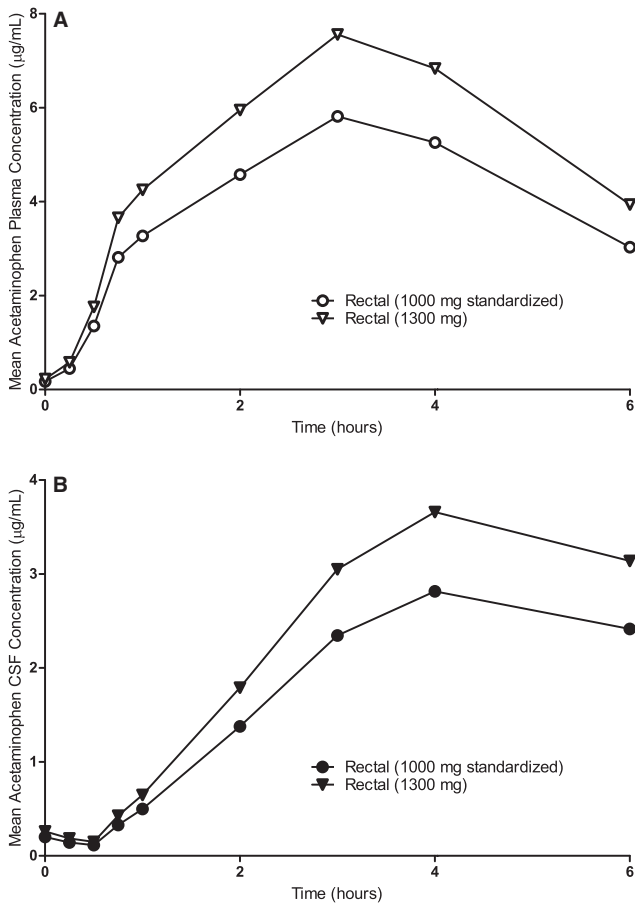 A
Mean Acetaminophen Plasma Concentration (μg/mL)
8
6
4
2
0
Rectal (1000 mg standardized)
Rectal (1300 mg)
0 2 4 6
Time (hours)
B
Mean Acetaminophen CSF Concentration (μg/mL)
4
3
2
1
0
Rectal (1000 mg standardized)
Rectal (1300 mg)
0 2 4 6
Time (hours)